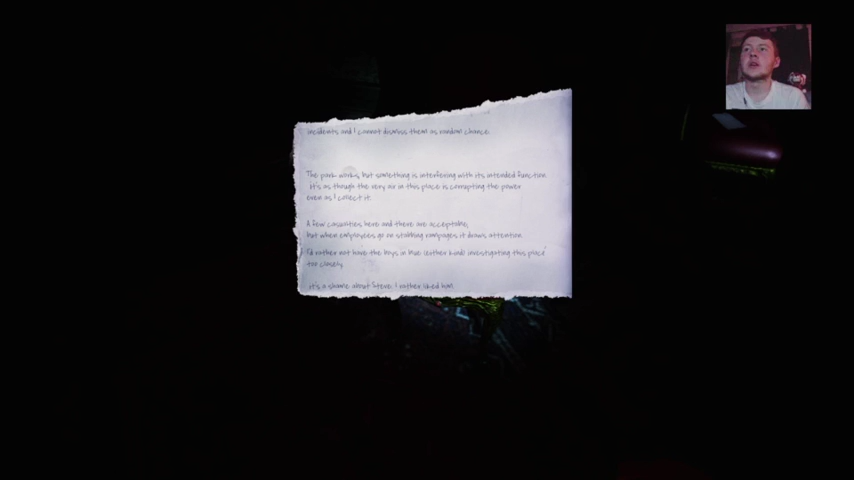 incidents and I cannot dismiss them as random chance.
The park works, but something is interfering with its intended function
it's as though the very air in this place is corrupting the power
even as I collect it.
A few casualties here and there are acceptable,
but when employees go on stabbing rampages it draws attention.
I'd rather not have the boys in blue (either kind) investigating this place
too closely.
it's a shame about I rather liked him